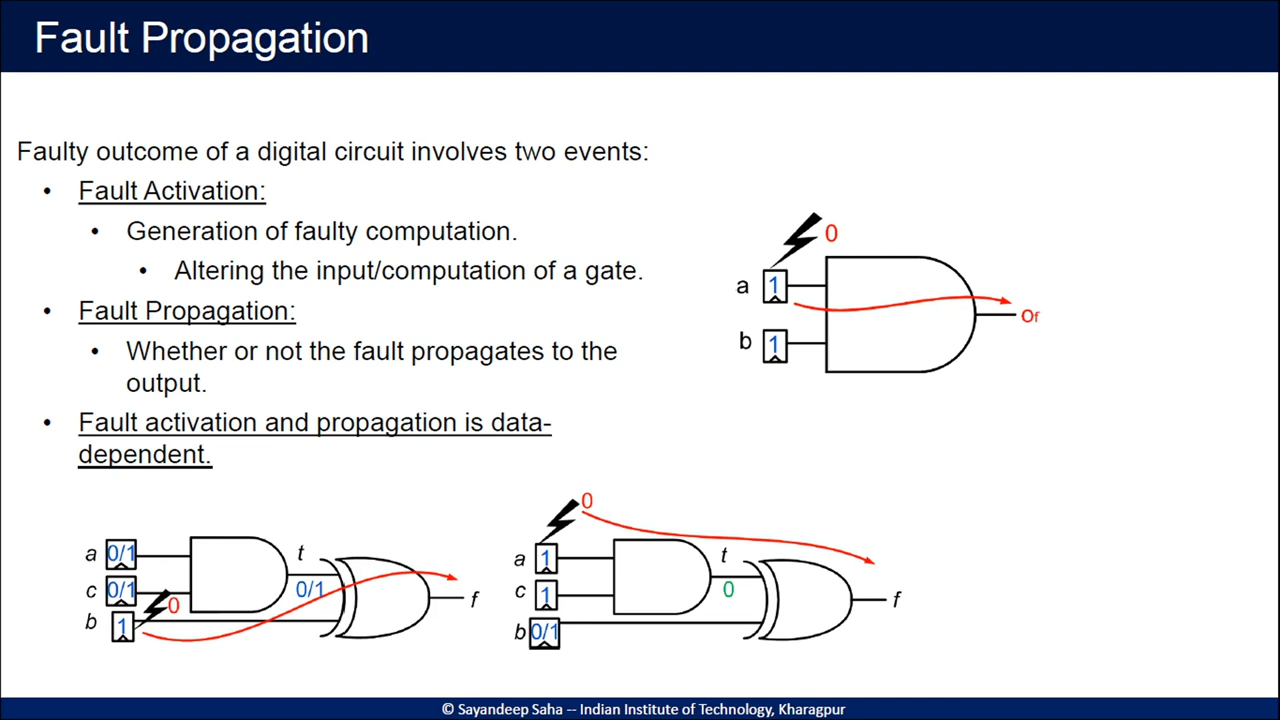 Fault Propagation
Faulty outcome of a digital circuit involves two events:
• Fault Activation:
• Generation of faulty computation.
• Altering the input/computation of a gate.
• Fault Propagation:
• Whether or not the fault propagates to the
output.
• Fault activation and propagation is data-
dependent.
0
a 1
b 1
Of
a 0/1
t
c 0/1
0
0/1
b 1
f
0
a 1
t
c 1
0
b 0/1
f
© Sayandeep Saha -- Indian Institute of Technology, Kharagpur